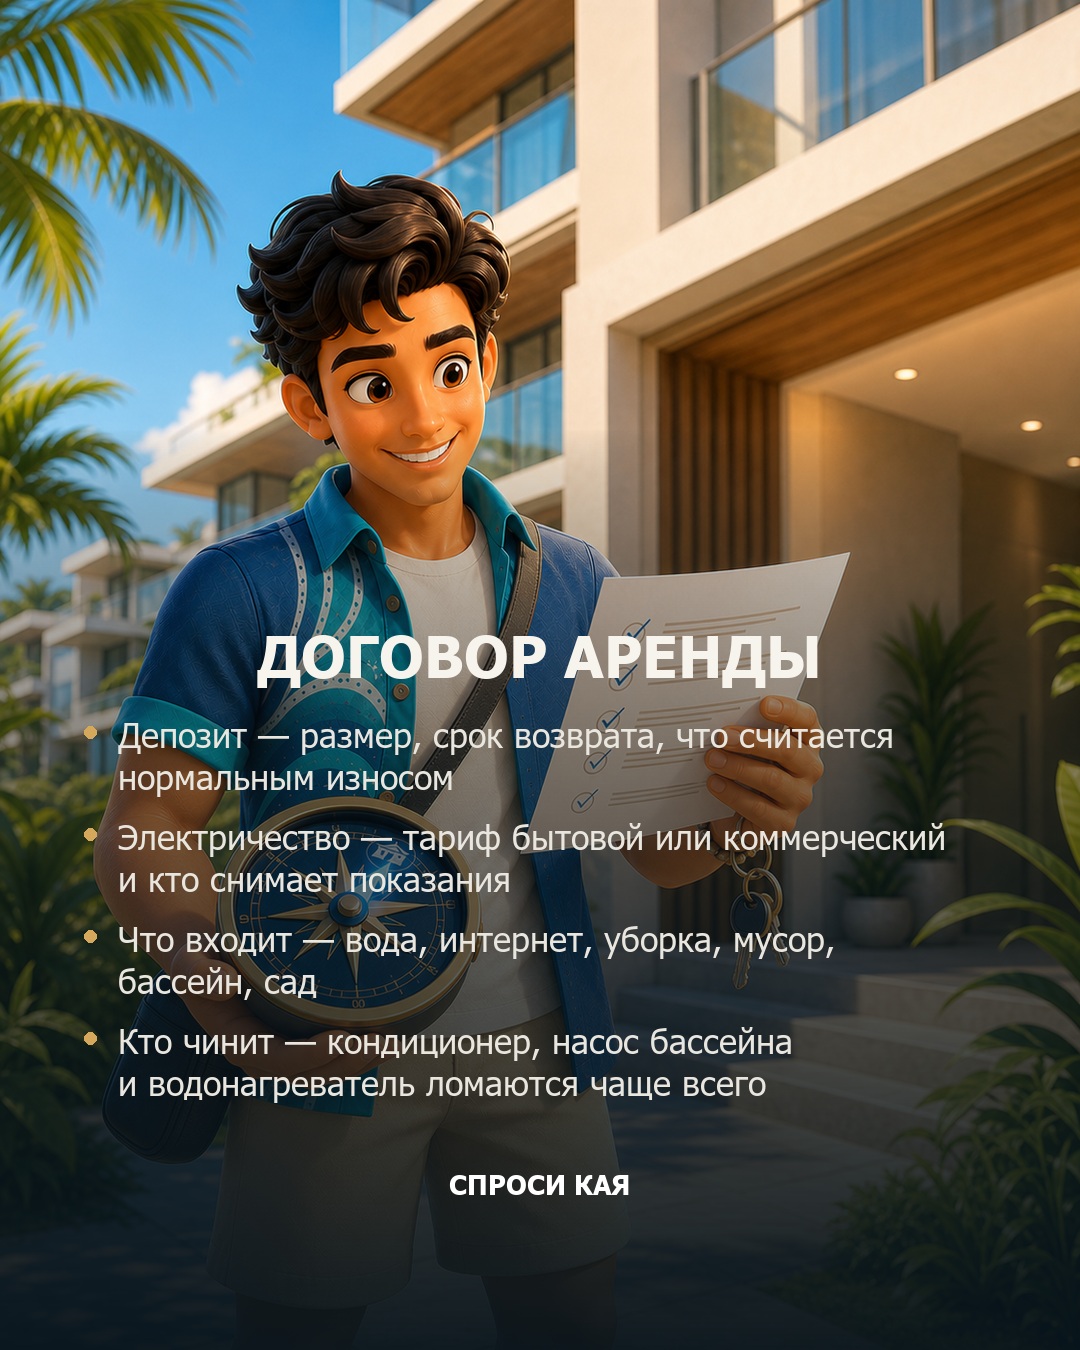 ДОГОВОР АРЕНДЫ
Депозит — размер, срок возврата, что считается
нормальным износом
Электричество — тариф бытовой или коммерческий
и кто снимает показания
Что входит — вода, интернет, уборка, мусор,
бассейн, сад
Кто чинит — кондиционер, насос бассейна
и водонагреватель ломаются чаще всего
СПРОСИ КАЯ